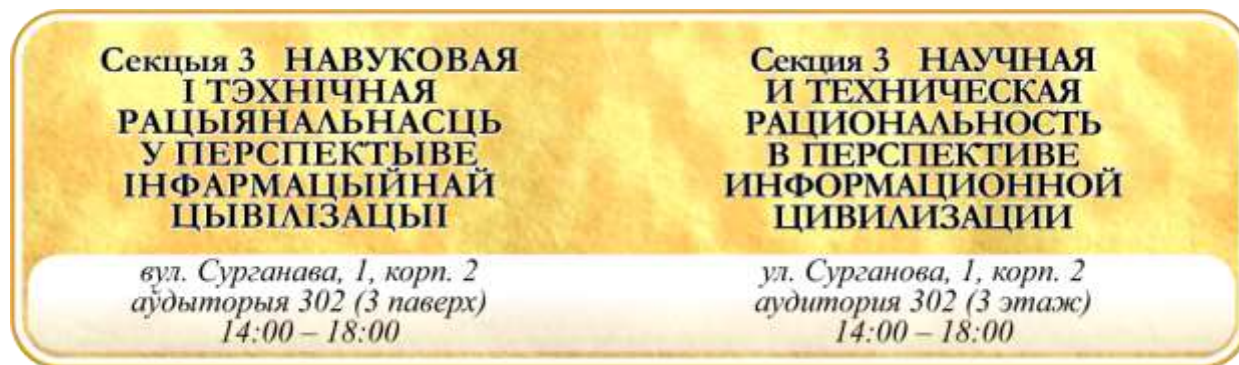 Секцыя 3 НАВУКОВАЯ
І ТЭХНІЧНАЯ
РАЦЫЯНАЛЬНАСЦЬ
У ПЕРСПЕКТЫВЕ
ІНФАРМАЦЫЙНАЙ
ЦЫВІЛІЗАЦЫІ
вул. Сурганава, 1, корп. 2
аўдыторыя 302 (3 паверх)
14:00 – 18:00
Секция 3 НАУЧНАЯ
И ТЕХНИЧЕСКАЯ
РАЦИОНАЛЬНОСТЬ
В ПЕРСПЕКТИВЕ
ИНФОРМАЦИОННОЙ
ЦИВИЛИЗАЦИИ
ул. Сурганова, 1, корп. 2
аудитория 302 (3 этаж)
14:00 – 18:00